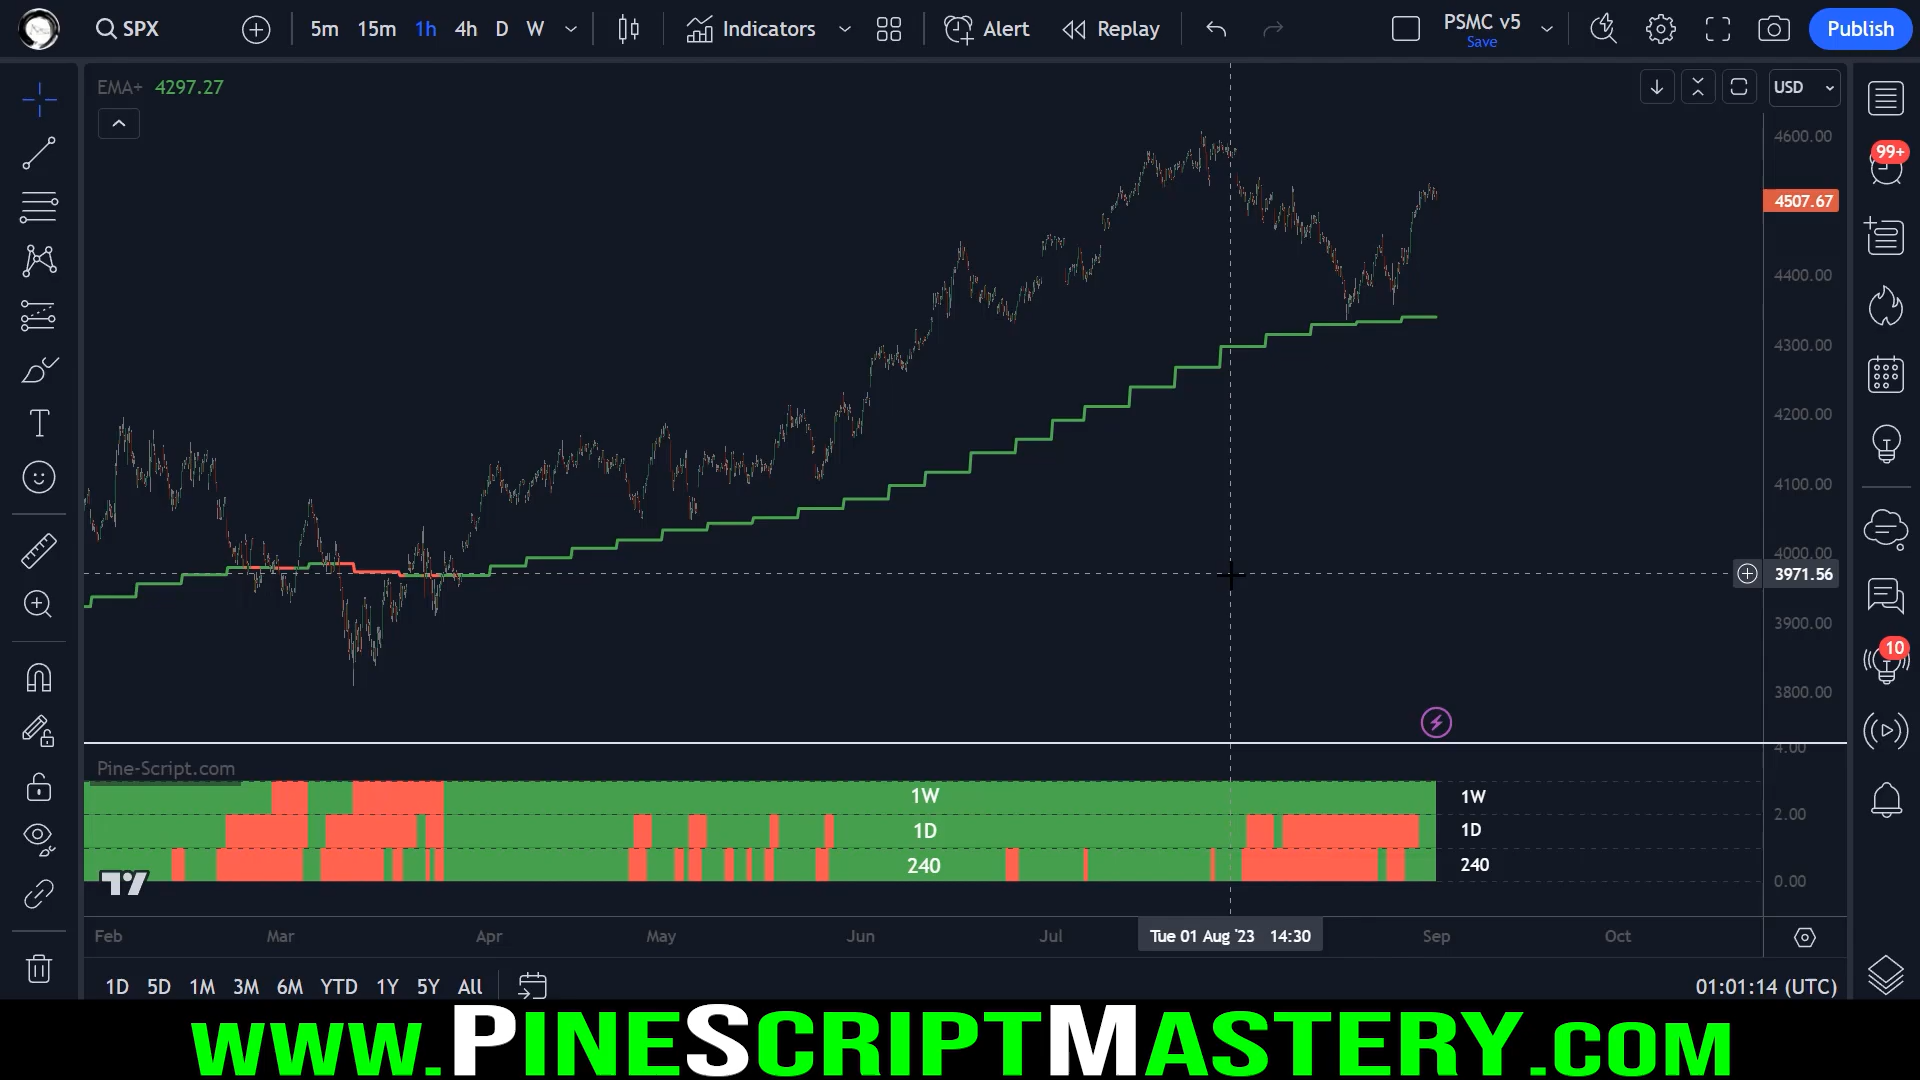 SPX 5m 15m 1h 4h D W Indicators Alert Replay PSMC v5 Save Publish
EMA+ 4297.27
USD
99+
4600.00
4507.67
4400.00
4300.00
4200.00
4100.00
4000.00
3971.56
3900.00
10
3800.00
4.00
Pine-Script.com
1W 1W
2.00
1D 1D
240 240
0.00
Feb Mar Apr May Jun Jul Tue 01 Aug '23 14:30 Sep Oct
1D 5D 1M 3M 6M YTD 1Y 5Y All 01:01:14 (UTC)
www.PineScriptMastery.com